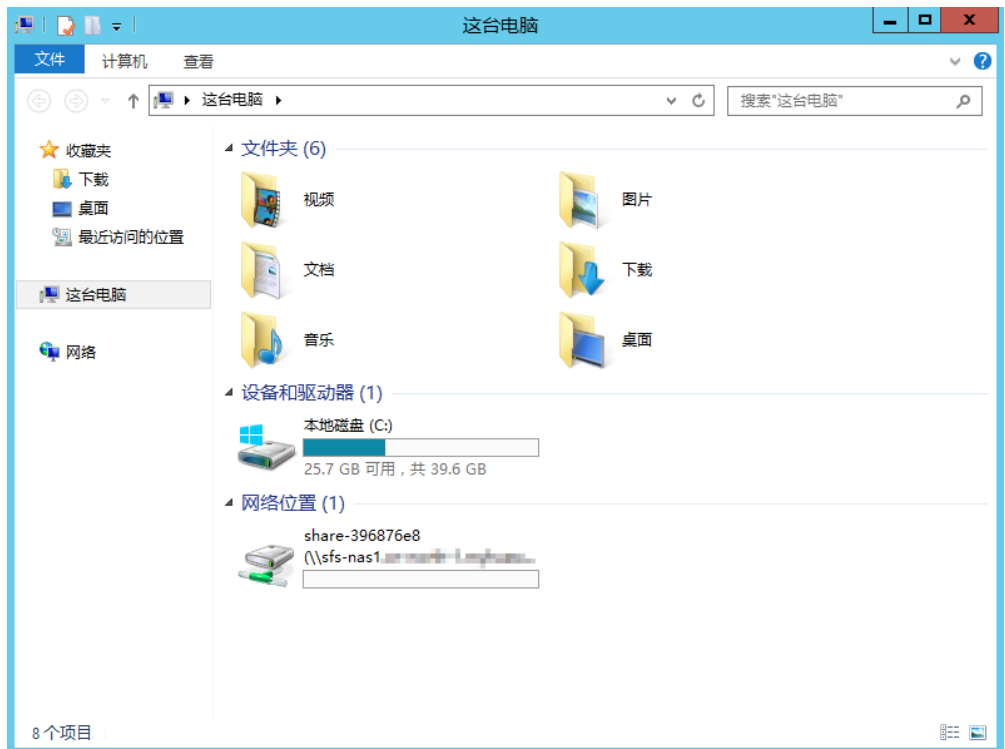 这台电脑
文件 计算机 查看
这台电脑
搜索"这台电脑"
收藏夹
下载
桌面
最近访问的位置
这台电脑
网络
文件夹 (6)
视频 图片
文档 下载
音乐 桌面
设备和驱动器 (1)
本地磁盘 (C:)
25.7 GB 可用，共 39.6 GB
网络位置 (1)
share-396876e8
(\\sfs-nas1.
8 个项目